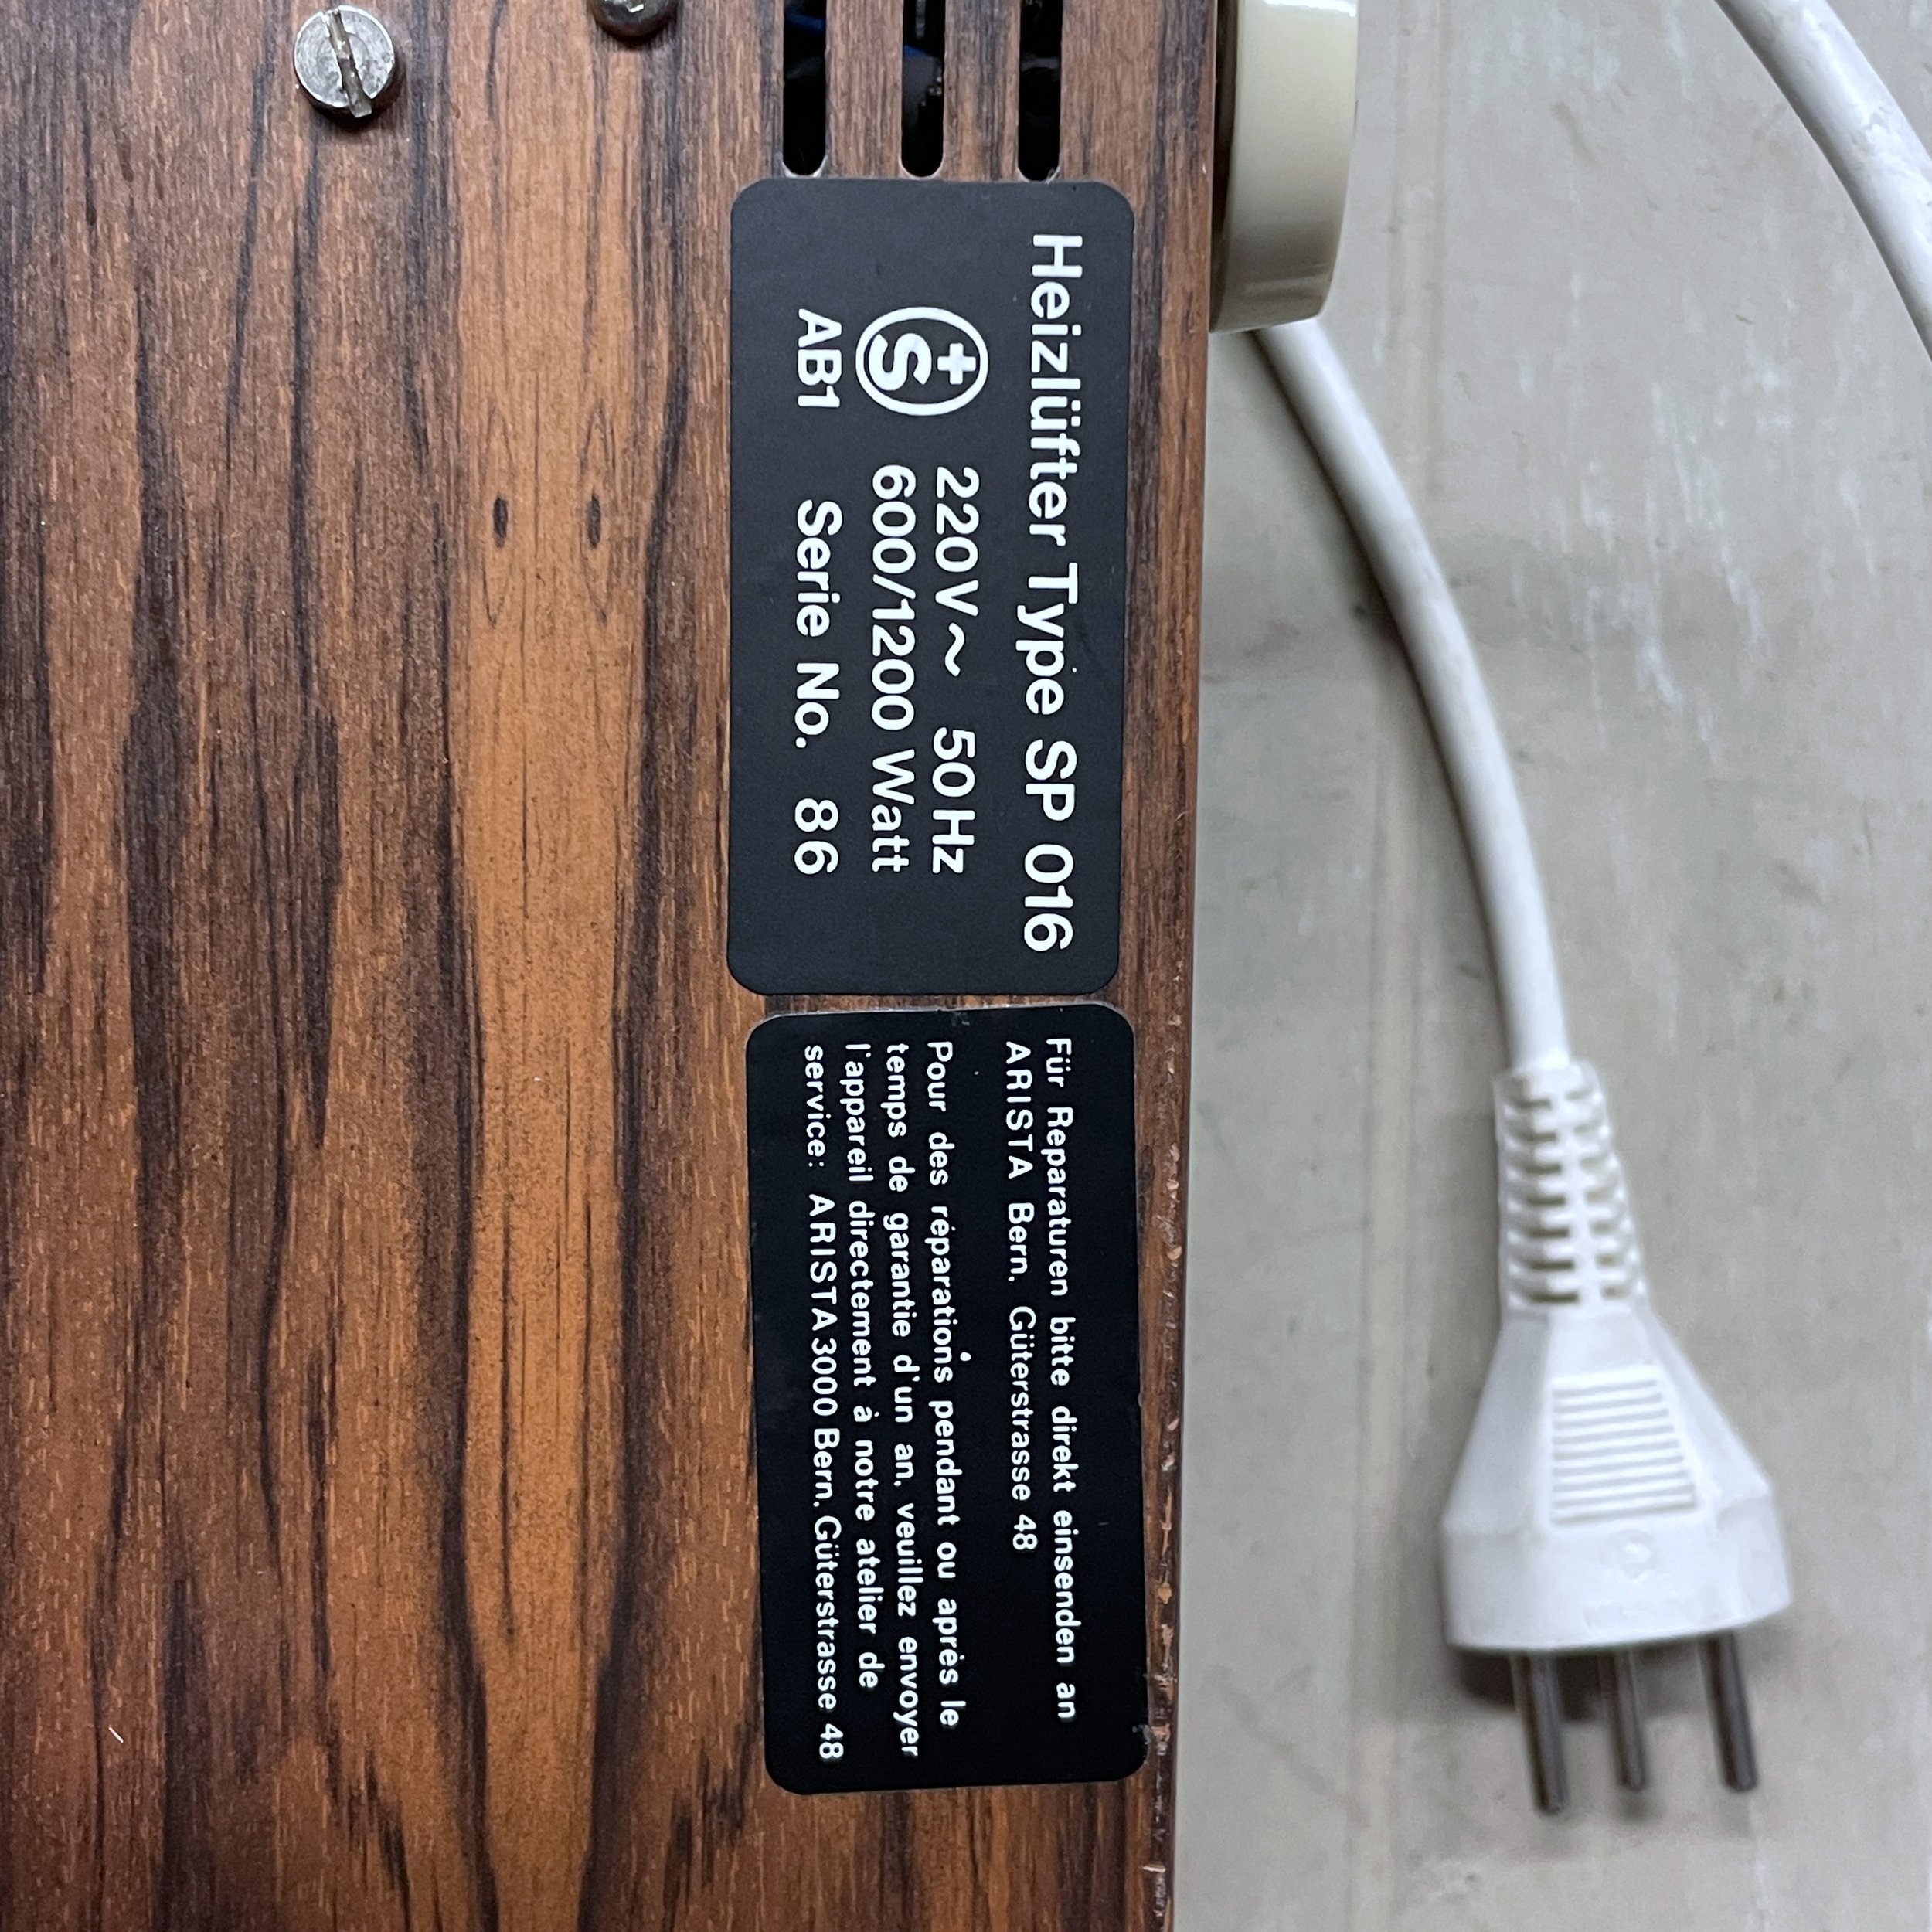 Heizlüfter Type SP 016
+S 220V~ 50Hz
600/1200 Watt
AB1 Serie No. 86
Für Reparaturen bitte direkt einsenden an
ARISTA Bern, Güterstrasse 48
Pour des réparations pendant ou après le
temps de garantie d'un an, veuillez envoyer
l'appareil directement à notre atelier de
service: ARISTA 3000 Bern, Güterstrasse 48